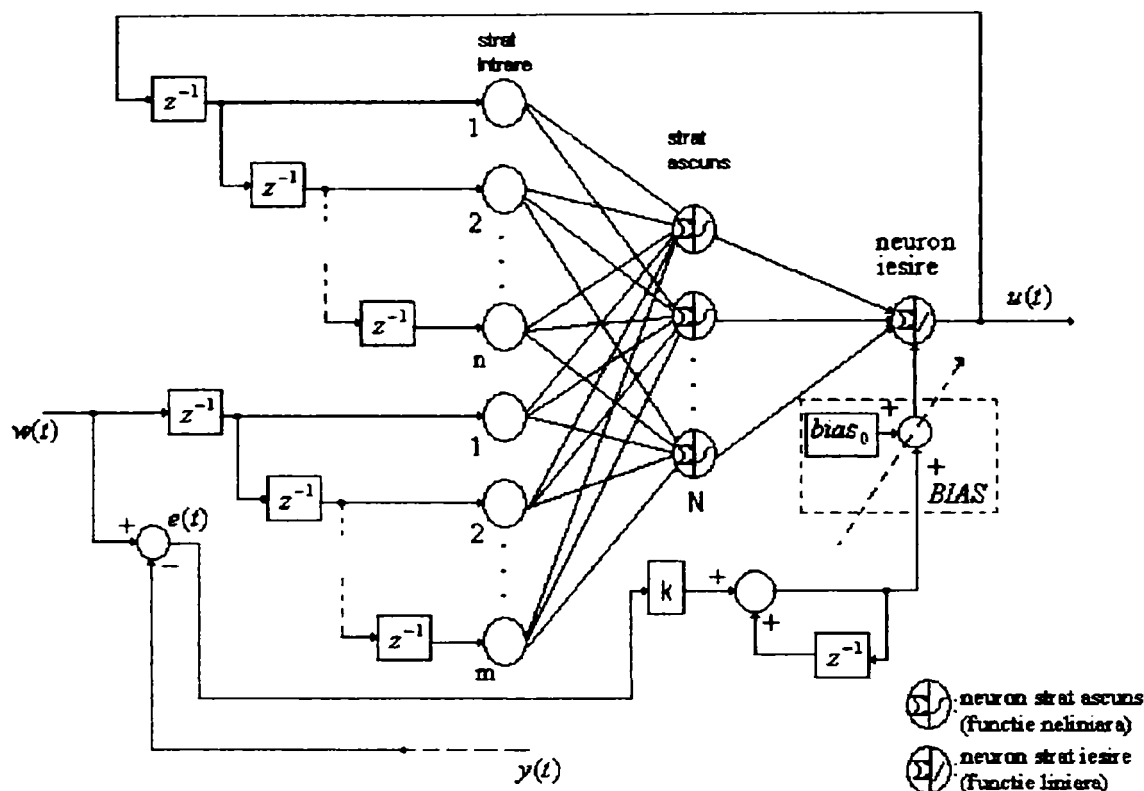 strat
intrare
z⁻¹
1
strat
ascuns
z⁻¹
2
neuron
iesire
u(t)
z⁻¹
n
w(t)
z⁻¹
1
+
bias₀
+
BIAS
z⁻¹
2
N
+
e(t)
−
k
+
+
z⁻¹
z⁻¹
m
y(t)
:neuron strat ascuns
(functie neliniara)
:neuron strat iesire
(functie liniara)